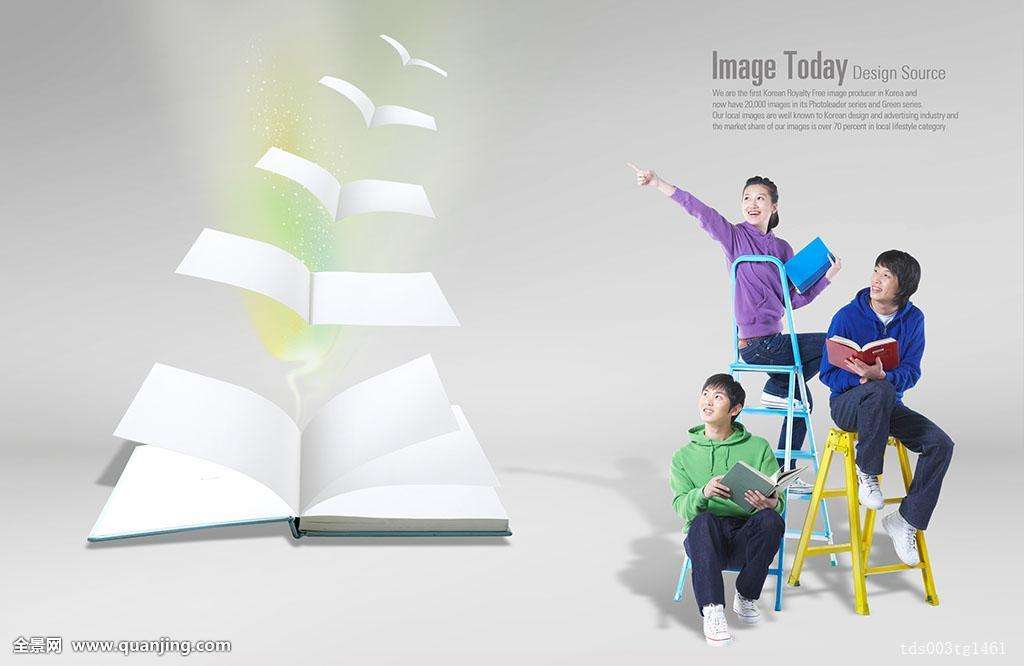 Image Today Design Source
We are the first Korean Royalty Free image producer in Korea and
now have 20,000 images in its Photoleader series and Green series.
Our local images are well known to Korean design and advertising industry and
the market share of our images is over 70 percent in local lifestyle category
全景网 www.quanjing.com
tds003tg1461